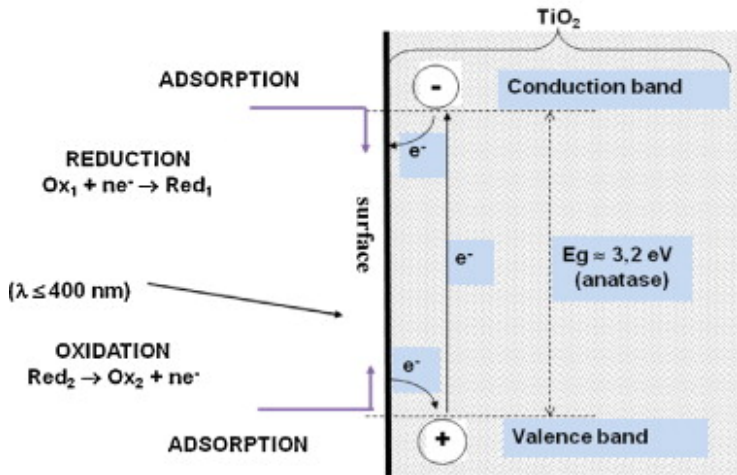 TiO₂
ADSORPTION
-
Conduction band
REDUCTION
Ox₁ + ne⁻ → Red₁
e⁻
surface
e⁻
Eg ≈ 3.2 eV
(anatase)
(λ ≤ 400 nm)
OXIDATION
Red₂ → Ox₂ + ne⁻
e⁻
ADSORPTION
+
Valence band